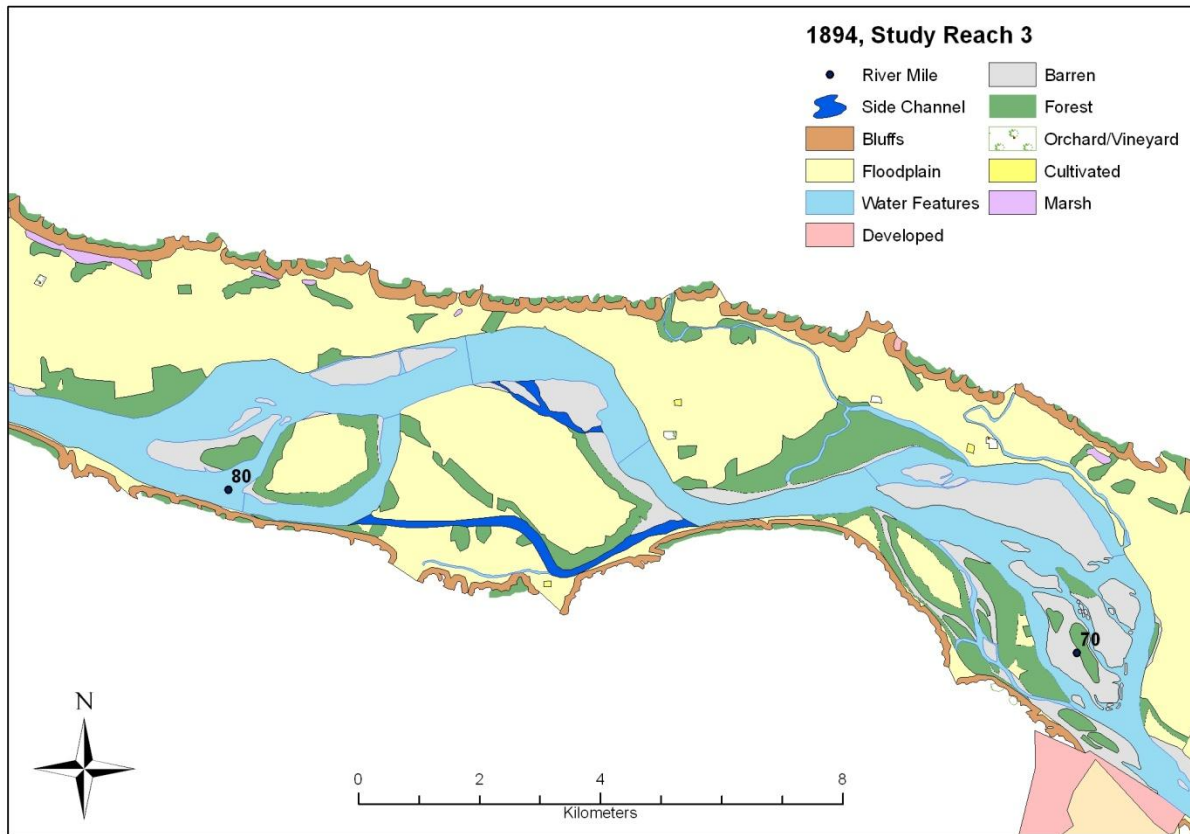 1894, Study Reach 3
River Mile
Side Channel
Bluffs
Floodplain
Water Features
Developed
Barren
Forest
Orchard/Vineyard
Cultivated
Marsh
80
70
N
0 2 4 8
Kilometers